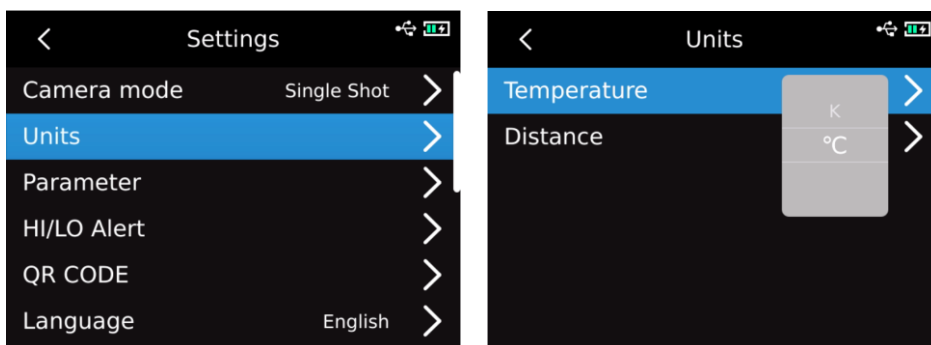 Settings
Camera mode Single Shot
Units
Parameter
HI/LO Alert
QR CODE
Language English
Units
Temperature
K
°C
Distance